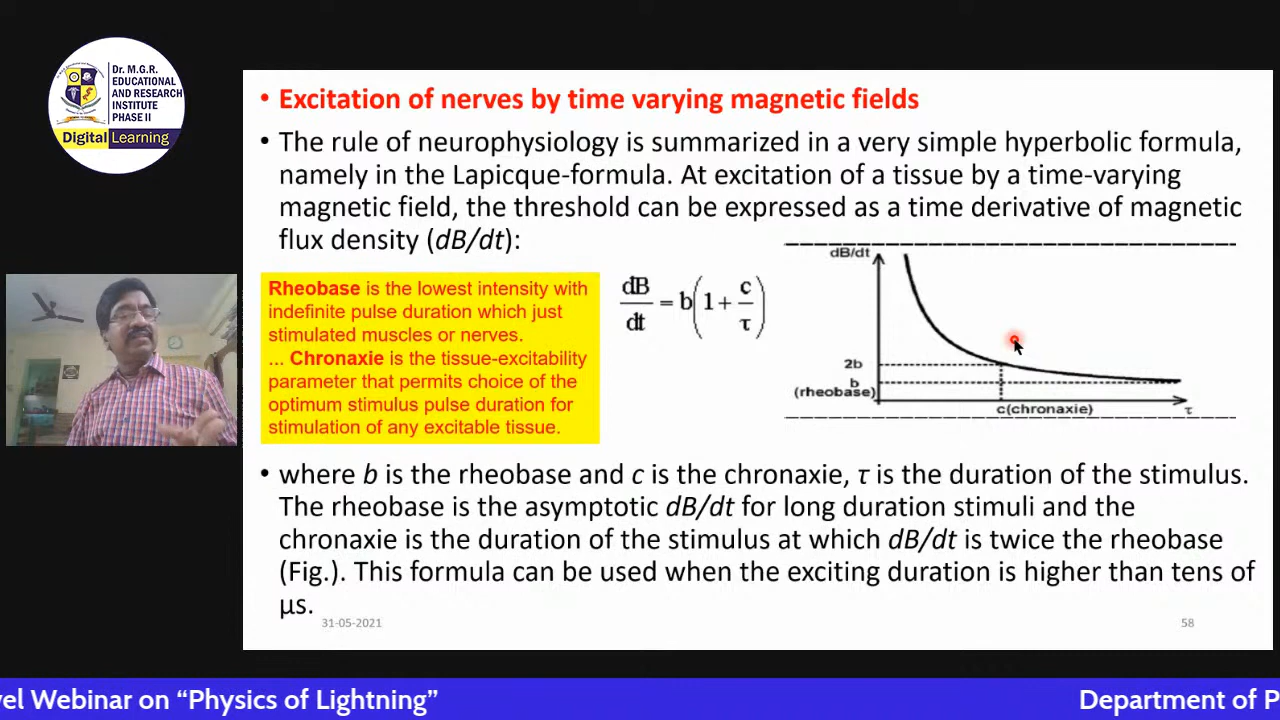 Dr. M.G.R.
EDUCATIONAL
AND RESEARCH
INSTITUTE
PHASE II
Digital Learning
• Excitation of nerves by time varying magnetic fields
• The rule of neurophysiology is summarized in a very simple hyperbolic formula,
namely in the Lapicque-formula. At excitation of a tissue by a time-varying
magnetic field, the threshold can be expressed as a time derivative of magnetic
flux density (dB/dt):
Rheobase is the lowest intensity with
indefinite pulse duration which just
stimulated muscles or nerves.
... Chronaxie is the tissue-excitability
parameter that permits choice of the
optimum stimulus pulse duration for
stimulation of any excitable tissue.
dB/dt = b(1 + c/τ)
dB/dt
2b
b
(rheobase)
c(chronaxie)
τ
• where b is the rheobase and c is the chronaxie, τ is the duration of the stimulus.
The rheobase is the asymptotic dB/dt for long duration stimuli and the
chronaxie is the duration of the stimulus at which dB/dt is twice the rheobase
(Fig.). This formula can be used when the exciting duration is higher than tens of
µs.
31-05-2021
58
vel Webinar on “Physics of Lightning”
Department of P